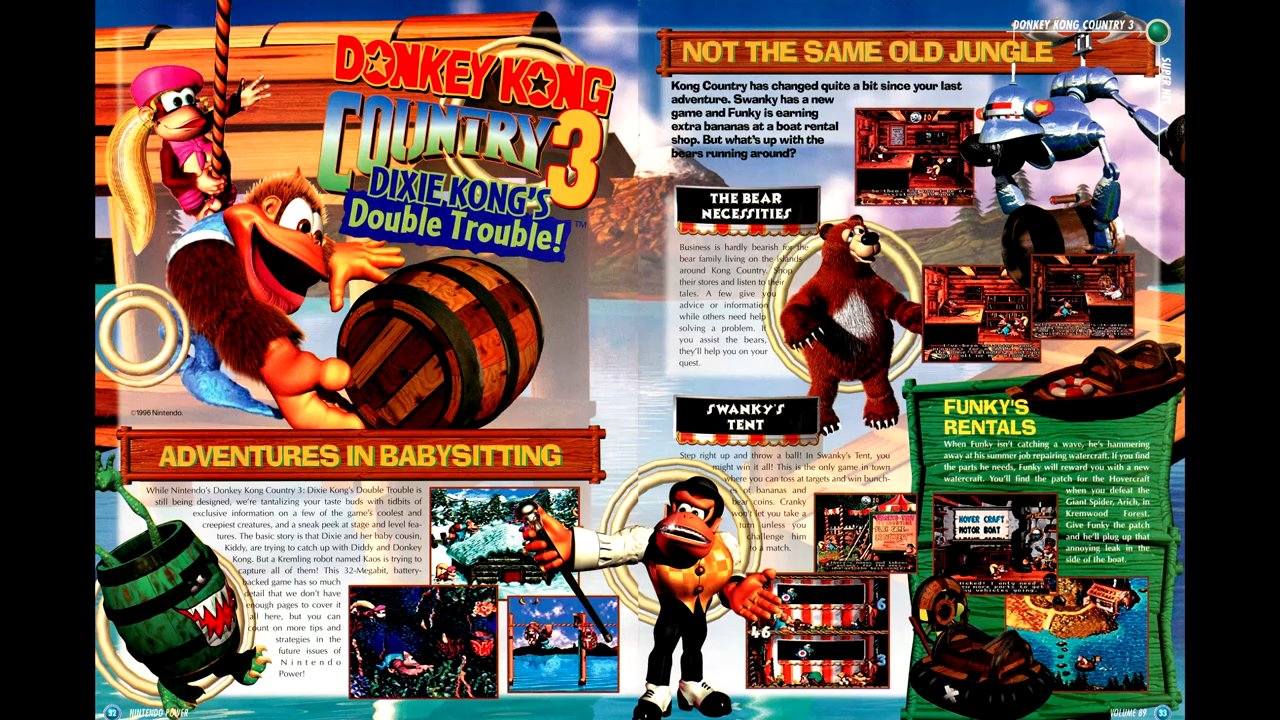 DONKEY KONG
COUNTRY 3
DIXIE KONG'S
Double Trouble!
TM
©1996 Nintendo.
ADVENTURES IN BABYSITTING
While Nintendo's Donkey Kong Country 3: Dixie Kong's Double Trouble is
still being designed, we're tantalizing your taste buds with tidbits of
exclusive information on a few of the game's coolest and
creepiest creatures, and a sneak peek at stage and level fea-
tures. The basic story is that Dixie and her baby cousin,
Kiddy, are trying to catch up with Diddy and Donkey
Kong. But a Kremling robot named Kaos is trying to
capture all of them! This 32-Megabit, battery-
backed game has so much
detail that we don't have
enough pages to cover it
all here, but you can
count on more tips and
strategies in the
future issues of
Nintendo
Power!
32 NINTENDO POWER
DONKEY KONG COUNTRY 3
SUPER NES
NOT THE SAME OLD JUNGLE
Kong Country has changed quite a bit since your last
adventure. Swanky has a new
game and Funky is earning
extra bananas at a boat rental
shop. But what's up with the
bears running around?
THE BEAR
NECESSITIES
Business is hardly bearish for the
bear family living on the islands
around Kong Country. Shop
their stores and listen to their
tales. A few give you
advice or information
while others need help
solving a problem. If
you assist the bears,
they'll help you on your
quest.
SWANKY'S
TENT
Step right up and throw a ball! In Swanky's Tent, you
might win it all! This is the only game in town
where you can toss at targets and win bunch-
es of bananas and
bear coins. Cranky
won't let you take a
turn unless you
challenge him
to a match.
46
6
3
FUNKY'S
RENTALS
When Funky isn't catching a wave, he's hammering
away at his summer job repairing watercraft. If you find
the parts he needs, Funky will reward you with a new
watercraft. You'll find the patch for the Hovercraft
when you defeat the
Giant Spider, Arich, in
Kremwood Forest.
Give Funky the patch
and he'll plug up that
annoying leak in the
side of the boat.
HOVER CRAFT
MOTOR BOAT
VOLUME 89 33